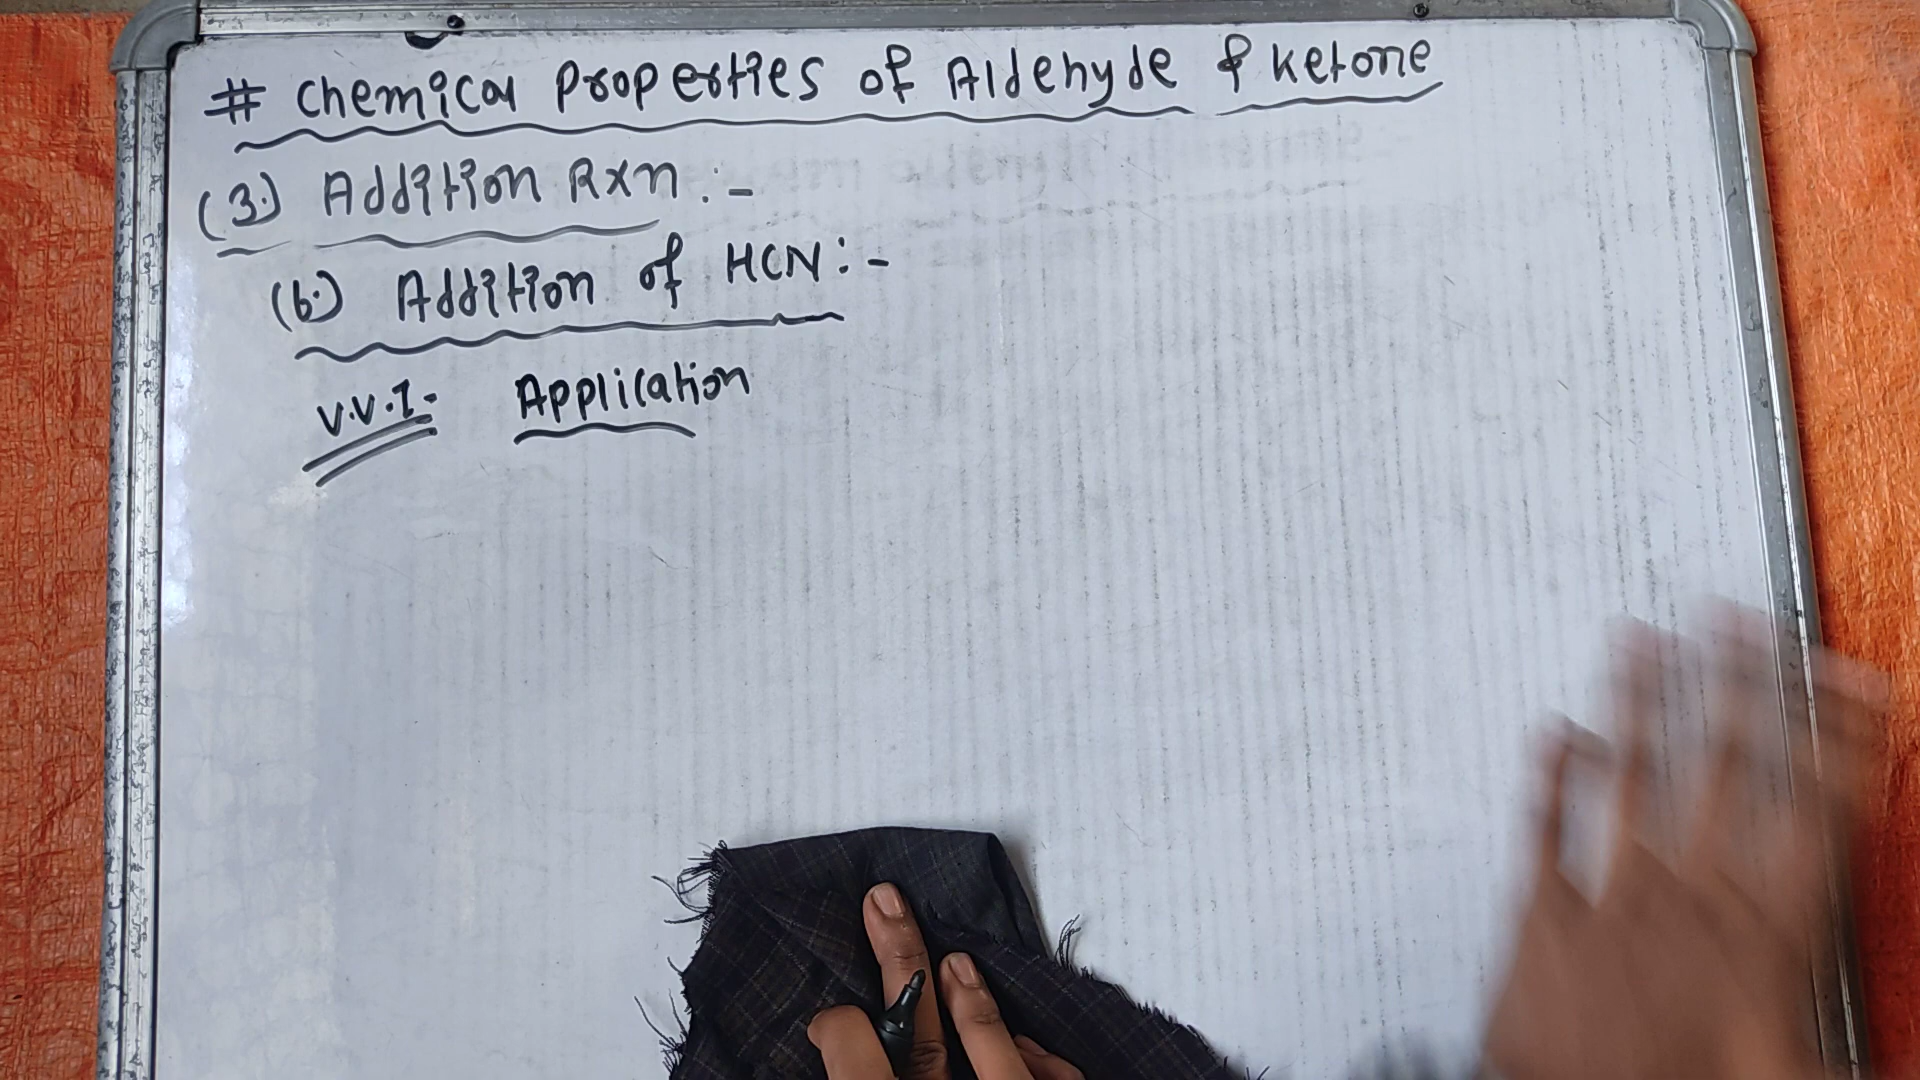 # Chemical Properties of Aldehyde & Ketone
(3.) Addition Rxn :-
(b.) Addition of HCN :-
V.V.I. Application